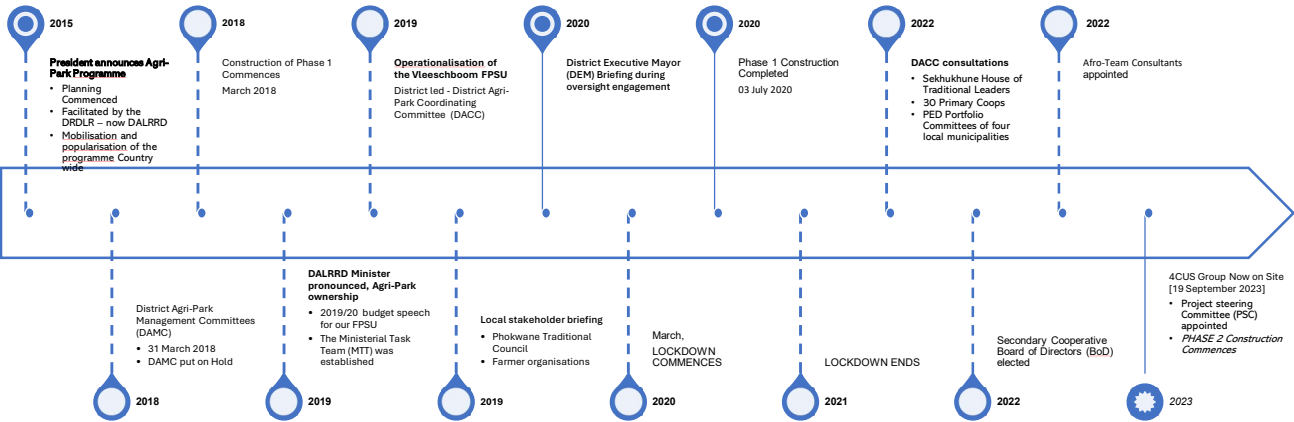 2015
President announces Agri-
Park Programme
• Planning
Commenced
• Facilitated by the
DRDLR – now DALRRD
• Mobilisation and
popularisation of the
programme Country
wide
2018
Construction of Phase 1
Commences
March 2018
2019
Operationalisation of
the Vleeschboom FPSU
District led - District Agri-
Park Coordinating
Committee (DACC)
2020
District Executive Mayor
(DEM) Briefing during
oversight engagement
2020
Phase 1 Construction
Completed
03 July 2020
2022
DACC consultations
• Sekhukhune House of
Traditional Leaders
• 30 Primary Coops
• PED Portfolio
Committees of four
local municipalities
2022
Afro-Team Consultants
appointed
District Agri-Park
Management Committees
(DAMC)
• 31 March 2018
• DAMC put on Hold
2018
DALRRD Minister
pronounced, Agri-Park
ownership
• 2019/20 budget speech
for our FPSU
• The Ministerial Task
Team (MTT) was
established
2019
Local stakeholder briefing
• Phokwane Traditional
Council
• Farmer organisations
2019
March,
LOCKDOWN
COMMENCES
2020
LOCKDOWN ENDS
2021
Secondary Cooperative
Board of Directors (BoD)
elected
2022
4CUS Group Now on Site
[19 September 2023]
• Project steering
Committee (PSC)
appointed
• PHASE 2 Construction
Commences
2023